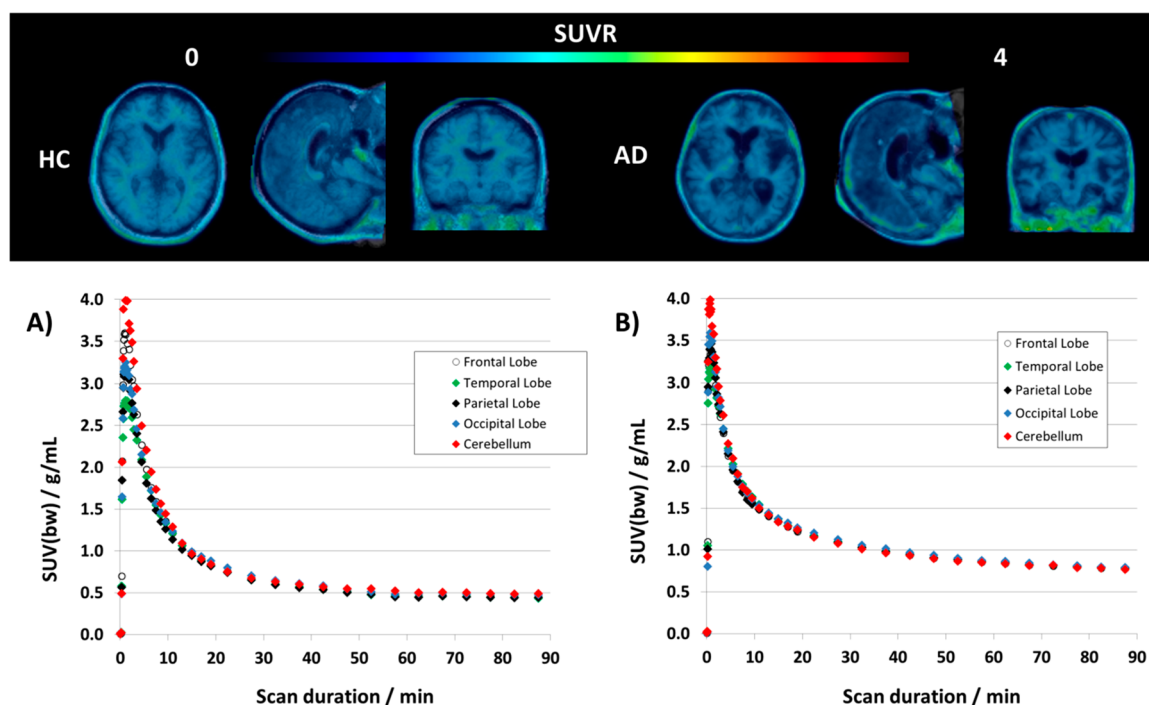 SUVR
0 4
HC AD
A)
4.0
3.5
3.0
2.5
2.0
1.5
1.0
0.5
0.0
SUV(bw) / g/mL
Frontal Lobe
Temporal Lobe
Parietal Lobe
Occipital Lobe
Cerebellum
0 10 20 30 40 50 60 70 80 90
Scan duration / min
B)
4.0
3.5
3.0
2.5
2.0
1.5
1.0
0.5
0.0
SUV(bw) / g/mL
Frontal Lobe
Temporal Lobe
Parietal Lobe
Occipital Lobe
Cerebellum
0 10 20 30 40 50 60 70 80 90
Scan duration / min